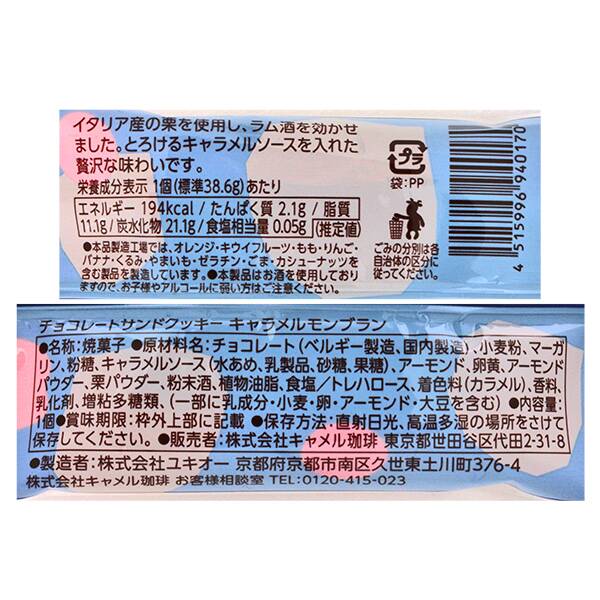 イタリア産の栗を使用し、ラム酒を効かせ
ました。とろけるキャラメルソースを入れた
贅沢な味わいです。
栄養成分表示 1個(標準38.6g)あたり
エネルギー 194kcal / たんぱく質 2.1g / 脂質
11.1g / 炭水化物 21.1g / 食塩相当量 0.05g (推定値)
●本品製造工場では、オレンジ・キウイフルーツ・もも・りんご・
バナナ・くるみ・やまいも・ゼラチン・ごま・カシューナッツを
含む製品を製造しています。●本製品はお酒を使用しており
ますので、お子様やアルコールに弱い方はご注意ください。
プラ
袋:PP
ごみの分別は各
自治体の区分に
従ってください。
4 515996 940170
チョコレートサンドクッキー キャラメルモンブラン
●名称:焼菓子 ●原材料名:チョコレート(ベルギー製造、国内製造)、小麦粉、マーガ
リン、粉糖、キャラメルソース(水あめ、乳製品、砂糖、果糖)、アーモンド、卵黄、アーモンド
パウダー、栗パウダー、粉末酒、植物油脂、食塩/トレハロース、着色料(カラメル)、香料、
乳化剤、増粘多糖類、(一部に乳成分・小麦・卵・アーモンド・大豆を含む) ●内容量:
1個 ●賞味期限:枠外上部に記載 ●保存方法:直射日光、高温多湿の場所をさけて
保存してください。 ●販売者:株式会社キャメル珈琲 東京都世田谷区代田2-31-8
●製造者:株式会社ユキオー 京都府京都市南区久世東土川町376-4
株式会社キャメル珈琲 お客様相談室 TEL:0120-415-023